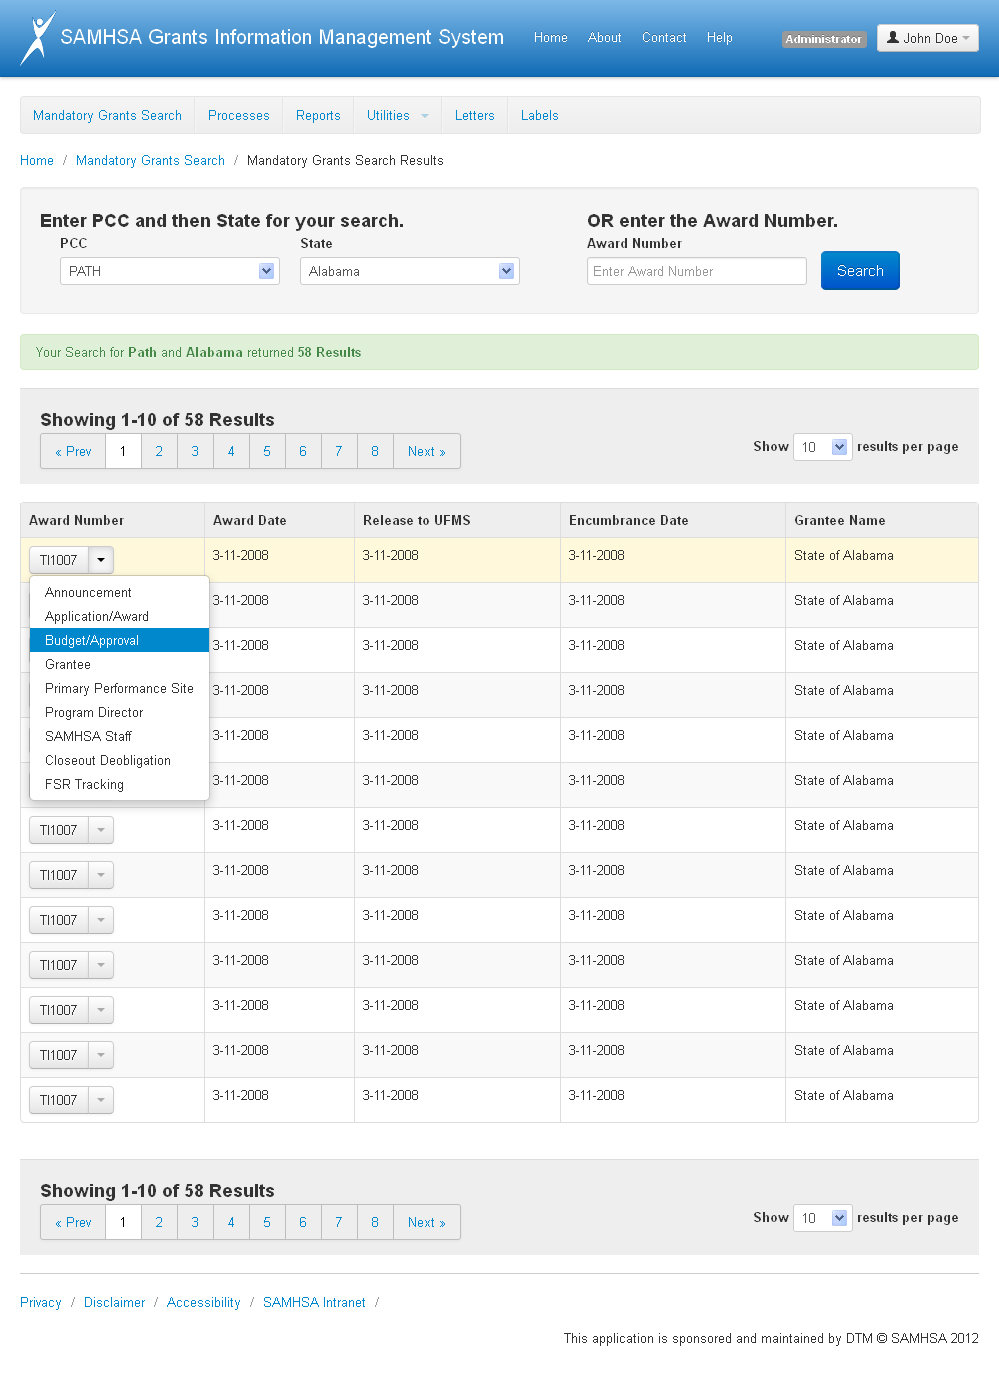 SAMHSA Grants Information Management System
Home About Contact Help Administrator John Doe
Mandatory Grants Search Processes Reports Utilities Letters Labels
Home / Mandatory Grants Search / Mandatory Grants Search Results
Enter PCC and then State for your search. OR enter the Award Number.
PCC State Award Number
PATH Alabama Enter Award Number Search
Your Search for Path and Alabama returned 58 Results
Showing 1-10 of 58 Results
« Prev 1 2 3 4 5 6 7 8 Next » Show 10 results per page
Award Number Award Date Release to UFMS Encumbrance Date Grantee Name
TI1007 3-11-2008 3-11-2008 3-11-2008 State of Alabama
Announcement
3-11-2008 3-11-2008 3-11-2008 State of Alabama
Application/Award
Budget/Approval 3-11-2008 3-11-2008 3-11-2008 State of Alabama
Grantee
Primary Performance Site 3-11-2008 3-11-2008 3-11-2008 State of Alabama
Program Director
SAMHSA Staff 3-11-2008 3-11-2008 3-11-2008 State of Alabama
Closeout Deobligation
FSR Tracking 3-11-2008 3-11-2008 3-11-2008 State of Alabama
TI1007 3-11-2008 3-11-2008 3-11-2008 State of Alabama
TI1007 3-11-2008 3-11-2008 3-11-2008 State of Alabama
TI1007 3-11-2008 3-11-2008 3-11-2008 State of Alabama
TI1007 3-11-2008 3-11-2008 3-11-2008 State of Alabama
TI1007 3-11-2008 3-11-2008 3-11-2008 State of Alabama
TI1007 3-11-2008 3-11-2008 3-11-2008 State of Alabama
TI1007 3-11-2008 3-11-2008 3-11-2008 State of Alabama
Showing 1-10 of 58 Results
« Prev 1 2 3 4 5 6 7 8 Next » Show 10 results per page
Privacy / Disclaimer / Accessibility / SAMHSA Intranet /
This application is sponsored and maintained by DTM © SAMHSA 2012